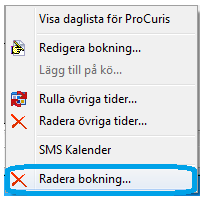 Visa daglista för ProCuris
Redigera bokning...
Lägg till på kö...
Rulla övriga tider...
Radera övriga tider...
SMS Kalender
Radera bokning...